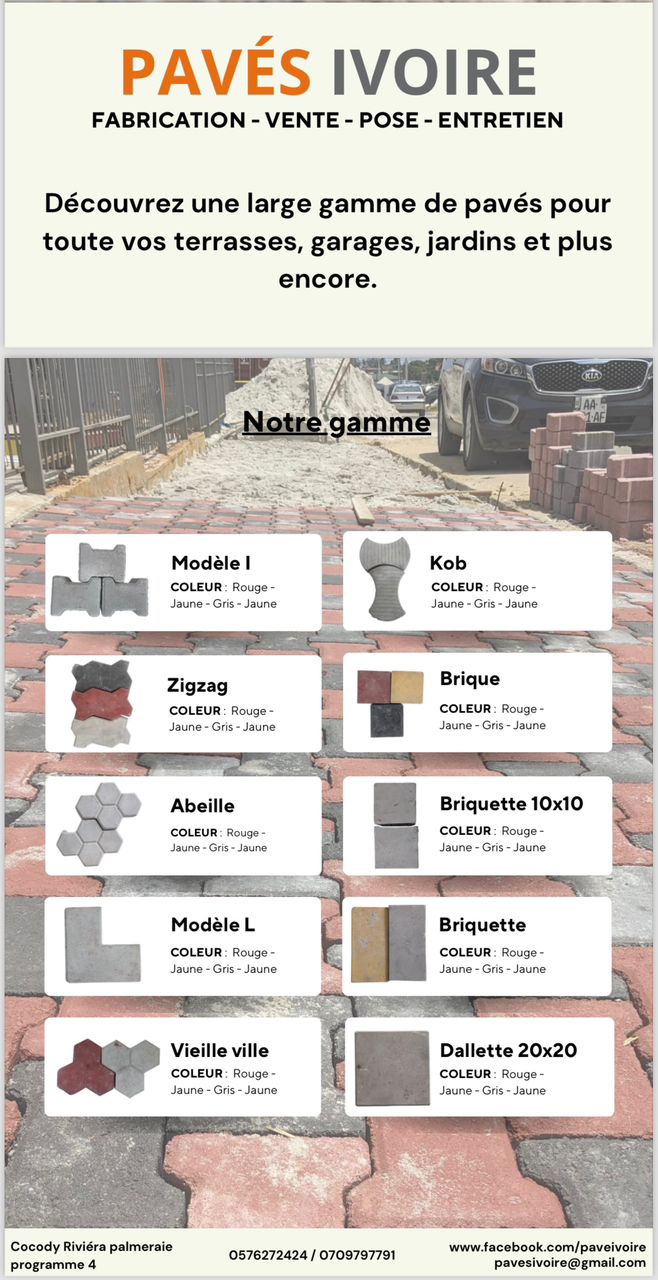 PAVÉS IVOIRE
FABRICATION - VENTE - POSE - ENTRETIEN
Découvrez une large gamme de pavés pour
toute vos terrasses, garages, jardins et plus
encore.
Notre gamme
KIA
AA
1 AF
Modèle I
COLEUR : Rouge -
Jaune - Gris - Jaune
Kob
COLEUR : Rouge -
Jaune - Gris - Jaune
Zigzag
COLEUR : Rouge -
Jaune - Gris - Jaune
Brique
COLEUR : Rouge -
Jaune - Gris - Jaune
Abeille
COLEUR : Rouge -
Jaune - Gris - Jaune
Briquette 10x10
COLEUR : Rouge -
Jaune - Gris - Jaune
Modèle L
COLEUR : Rouge -
Jaune - Gris - Jaune
Briquette
COLEUR : Rouge -
Jaune - Gris - Jaune
Vieille ville
COLEUR : Rouge -
Jaune - Gris - Jaune
Dallette 20x20
COLEUR : Rouge -
Jaune - Gris - Jaune
Cocody Riviéra palmeraie
programme 4
0576272424 / 0709797791
www.facebook.com/paveivoire
pavesivoire@gmail.com